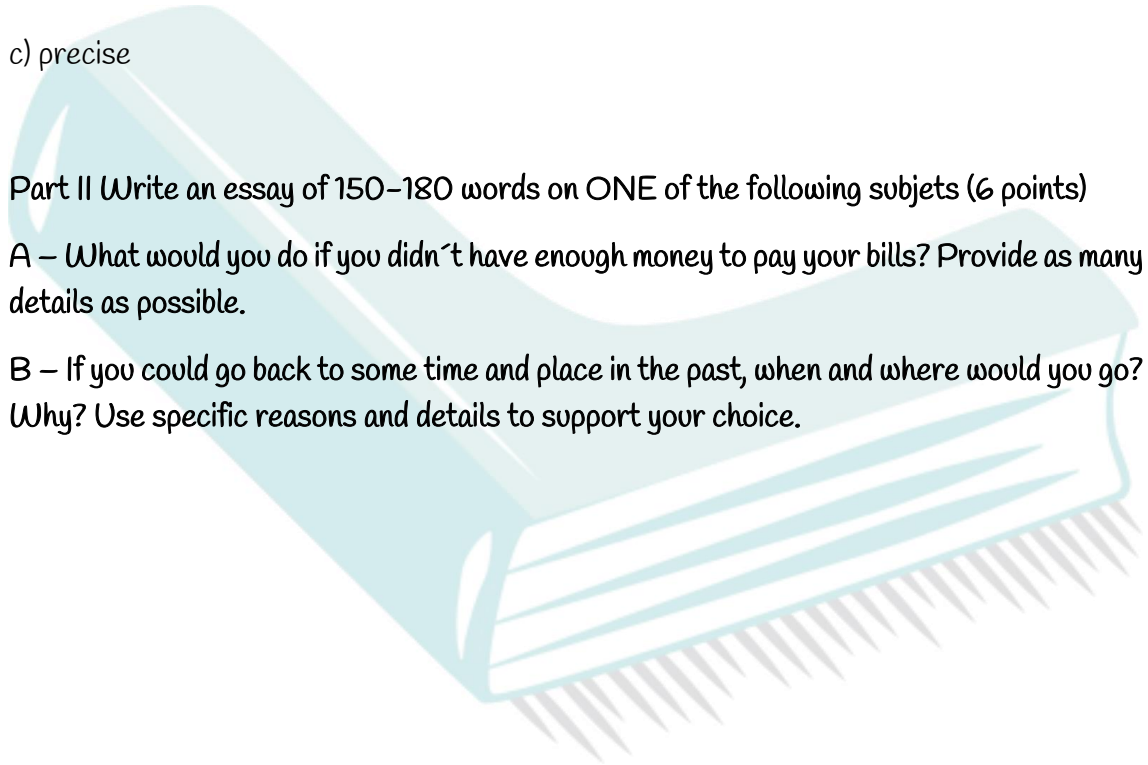 c) precise
Part II Write an essay of 150–180 words on ONE of the following subjets (6 points)
A – What would you do if you didn´t have enough money to pay your bills? Provide as many
details as possible.
B – If you could go back to some time and place in the past, when and where would you go?
Why? Use specific reasons and details to support your choice.